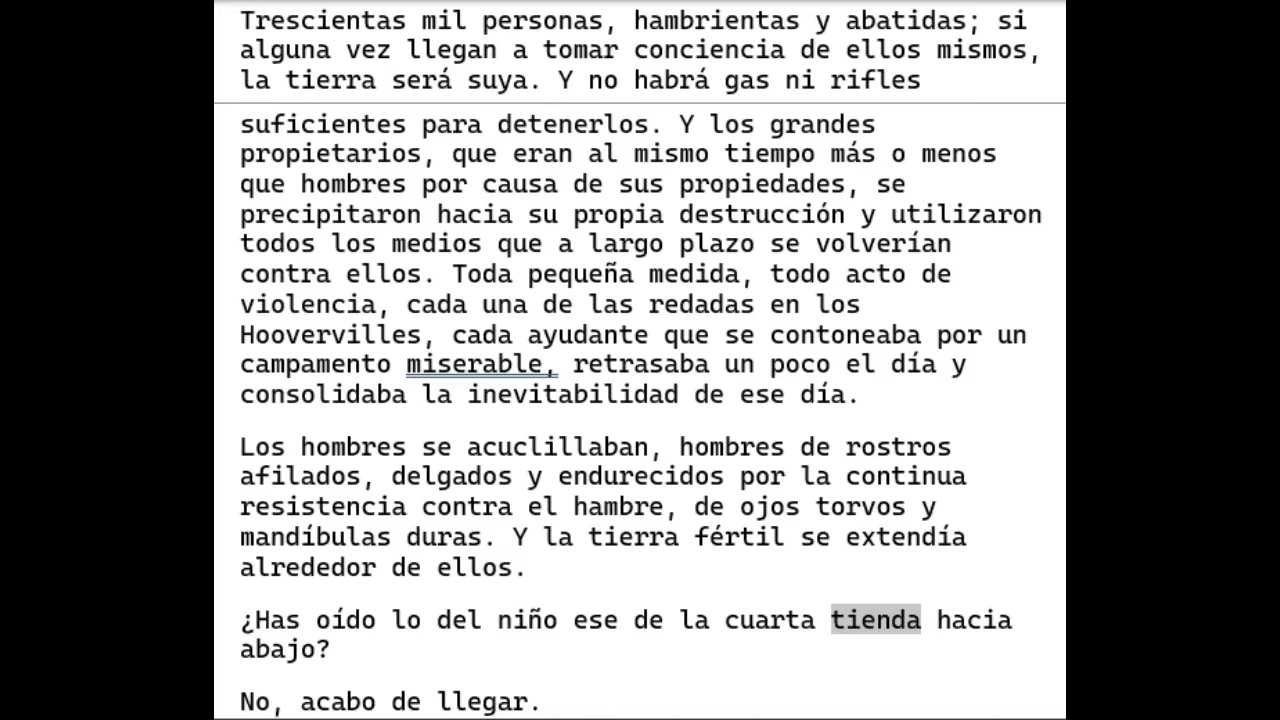 Trescientas mil personas, hambrientas y abatidas; si
alguna vez llegan a tomar conciencia de ellos mismos,
la tierra será suya. Y no habrá gas ni rifles
suficientes para detenerlos. Y los grandes
propietarios, que eran al mismo tiempo más o menos
que hombres por causa de sus propiedades, se
precipitaron hacia su propia destrucción y utilizaron
todos los medios que a largo plazo se volverían
contra ellos. Toda pequeña medida, todo acto de
violencia, cada una de las redadas en los
Hoovervilles, cada ayudante que se contoneaba por un
campamento miserable, retrasaba un poco el día y
consolidaba la inevitabilidad de ese día.
Los hombres se acuclillaban, hombres de rostros
afilados, delgados y endurecidos por la continua
resistencia contra el hambre, de ojos torvos y
mandíbulas duras. Y la tierra fértil se extendía
alrededor de ellos.
¿Has oído lo del niño ese de la cuarta tienda hacia
abajo?
No, acabo de llegar.